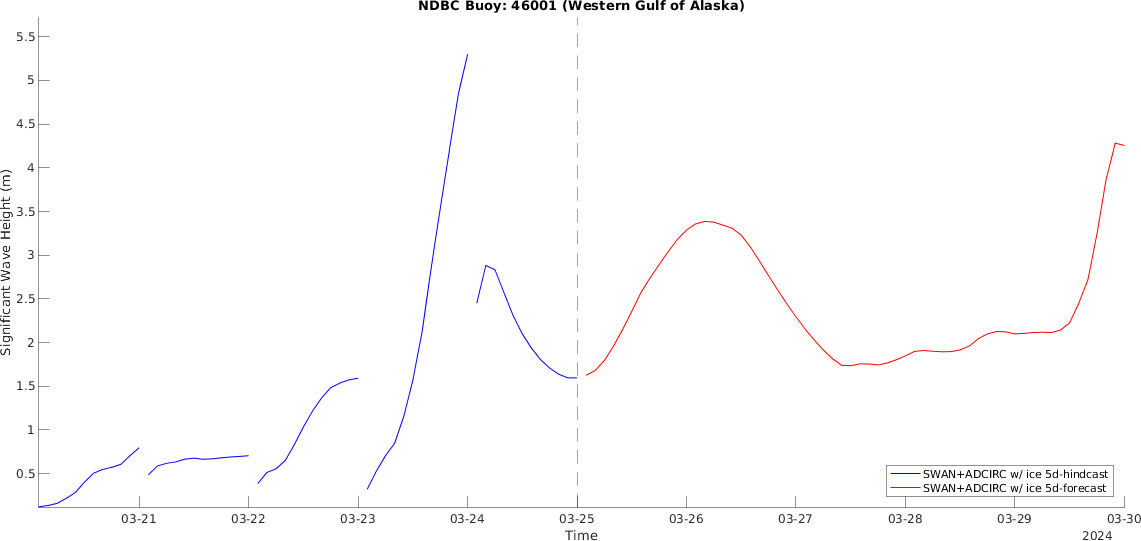 NDBC Buoy: 46001 (Western Gulf of Alaska)
5.5
5
4.5
4
3.5
3
2.5
2
1.5
1
0.5
Significant Wave Height (m)
SWAN+ADCIRC w/ ice 5d-hindcast
SWAN+ADCIRC w/ ice 5d-forecast
03-21 03-22 03-23 03-24 03-25 03-26 03-27 03-28 03-29 03-30
Time
2024